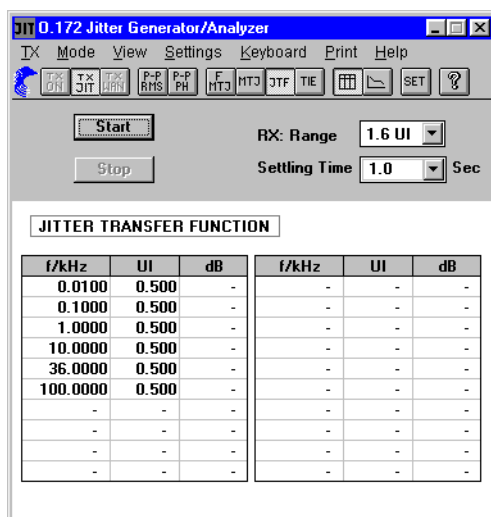 JIT O.172 Jitter Generator/Analyzer
TX Mode View Settings Keyboard Print Help
TX ON TX JIT TX WAN P-P RMS P-P PH F MTJ MTJ JTF TIE SET ?
Start
RX: Range 1.6 UI
Stop
Settling Time 1.0 Sec
JITTER TRANSFER FUNCTION
f/kHz UI dB f/kHz UI dB
0.0100 0.500 - - - -
0.1000 0.500 - - - -
1.0000 0.500 - - - -
10.0000 0.500 - - - -
36.0000 0.500 - - - -
100.0000 0.500 - - - -
- - - - - -
- - - - - -
- - - - - -
- - - - - -